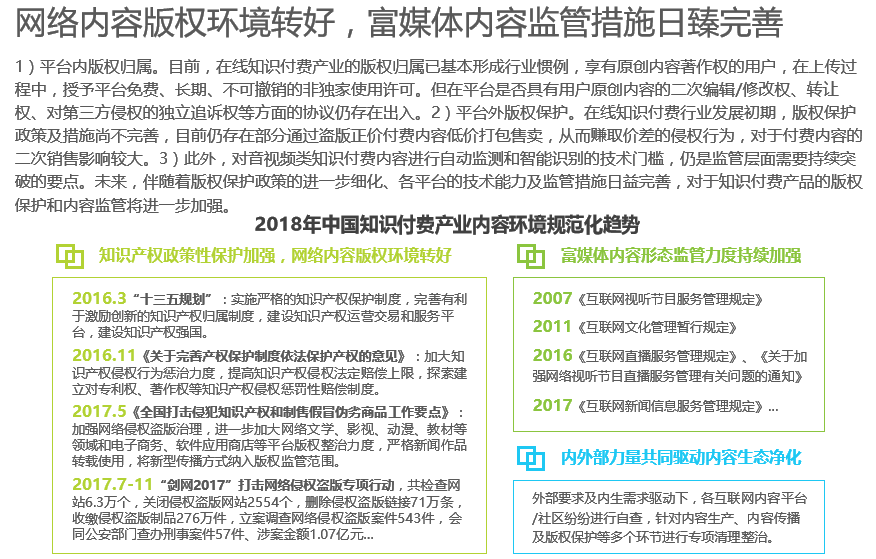 网络内容版权环境转好，富媒体内容监管措施日臻完善
1）平台内版权归属。目前，在线知识付费产业的版权归属已基本形成行业惯例，享有原创内容著作权的用户，在上传过
程中，授予平台免费、长期、不可撤销的非独家使用许可。但在平台是否具有用户原创内容的二次编辑/修改权、转让
权、对第三方侵权的独立追诉权等方面的协议仍存在出入。2）平台外版权保护。在线知识付费行业发展初期，版权保护
政策及措施尚不完善，目前仍存在部分通过盗版正价付费内容低价打包售卖，从而赚取价差的侵权行为，对于付费内容的
二次销售影响较大。3）此外，对音视频类知识付费内容进行自动监测和智能识别的技术门槛，仍是监管层面需要持续突
破的要点。未来，伴随着版权保护政策的进一步细化、各平台的技术能力及监管措施日益完善，对于知识付费产品的版权
保护和内容监管将进一步加强。
2018年中国知识付费产业内容环境规范化趋势
知识产权政策性保护加强，网络内容版权环境转好
2016.3“十三五规划”：实施严格的知识产权保护制度，完善有利
于激励创新的知识产权归属制度，建设知识产权运营交易和服务平
台，建设知识产权强国。
2016.11《关于完善产权保护制度依法保护产权的意见》：加大知
识产权侵权行为惩治力度，提高知识产权侵权法定赔偿上限，探索建
立对专利权、著作权等知识产权侵权惩罚性赔偿制度。
2017.5《全国打击侵犯知识产权和制售假冒伪劣商品工作要点》：
加强网络侵权盗版治理，进一步加大网络文学、影视、动漫、教材等
领域和电子商务、软件应用商店等平台版权整治力度，严格新闻作品
转载使用，将新型传播方式纳入版权监管范围。
2017.7-11“剑网2017”打击网络侵权盗版专项行动，共检查网
站6.3万个，关闭侵权盗版网站2554个，删除侵权盗版链接71万条，
收缴侵权盗版制品276万件，立案调查网络侵权盗版案件543件，会
同公安部门查办刑事案件57件、涉案金额1.07亿元...
富媒体内容形态监管力度持续加强
2007《互联网视听节目服务管理规定》
2011《互联网文化管理暂行规定》
2016《互联网直播服务管理规定》、《关于加
强网络视听节目直播服务管理有关问题的通知》
2017《互联网新闻信息服务管理规定》...
内外部力量共同驱动内容生态净化
外部要求及内生需求驱动下，各互联网内容平台
/社区纷纷进行自查，针对内容生产、内容传播
及版权保护等多个环节进行专项清理整治。